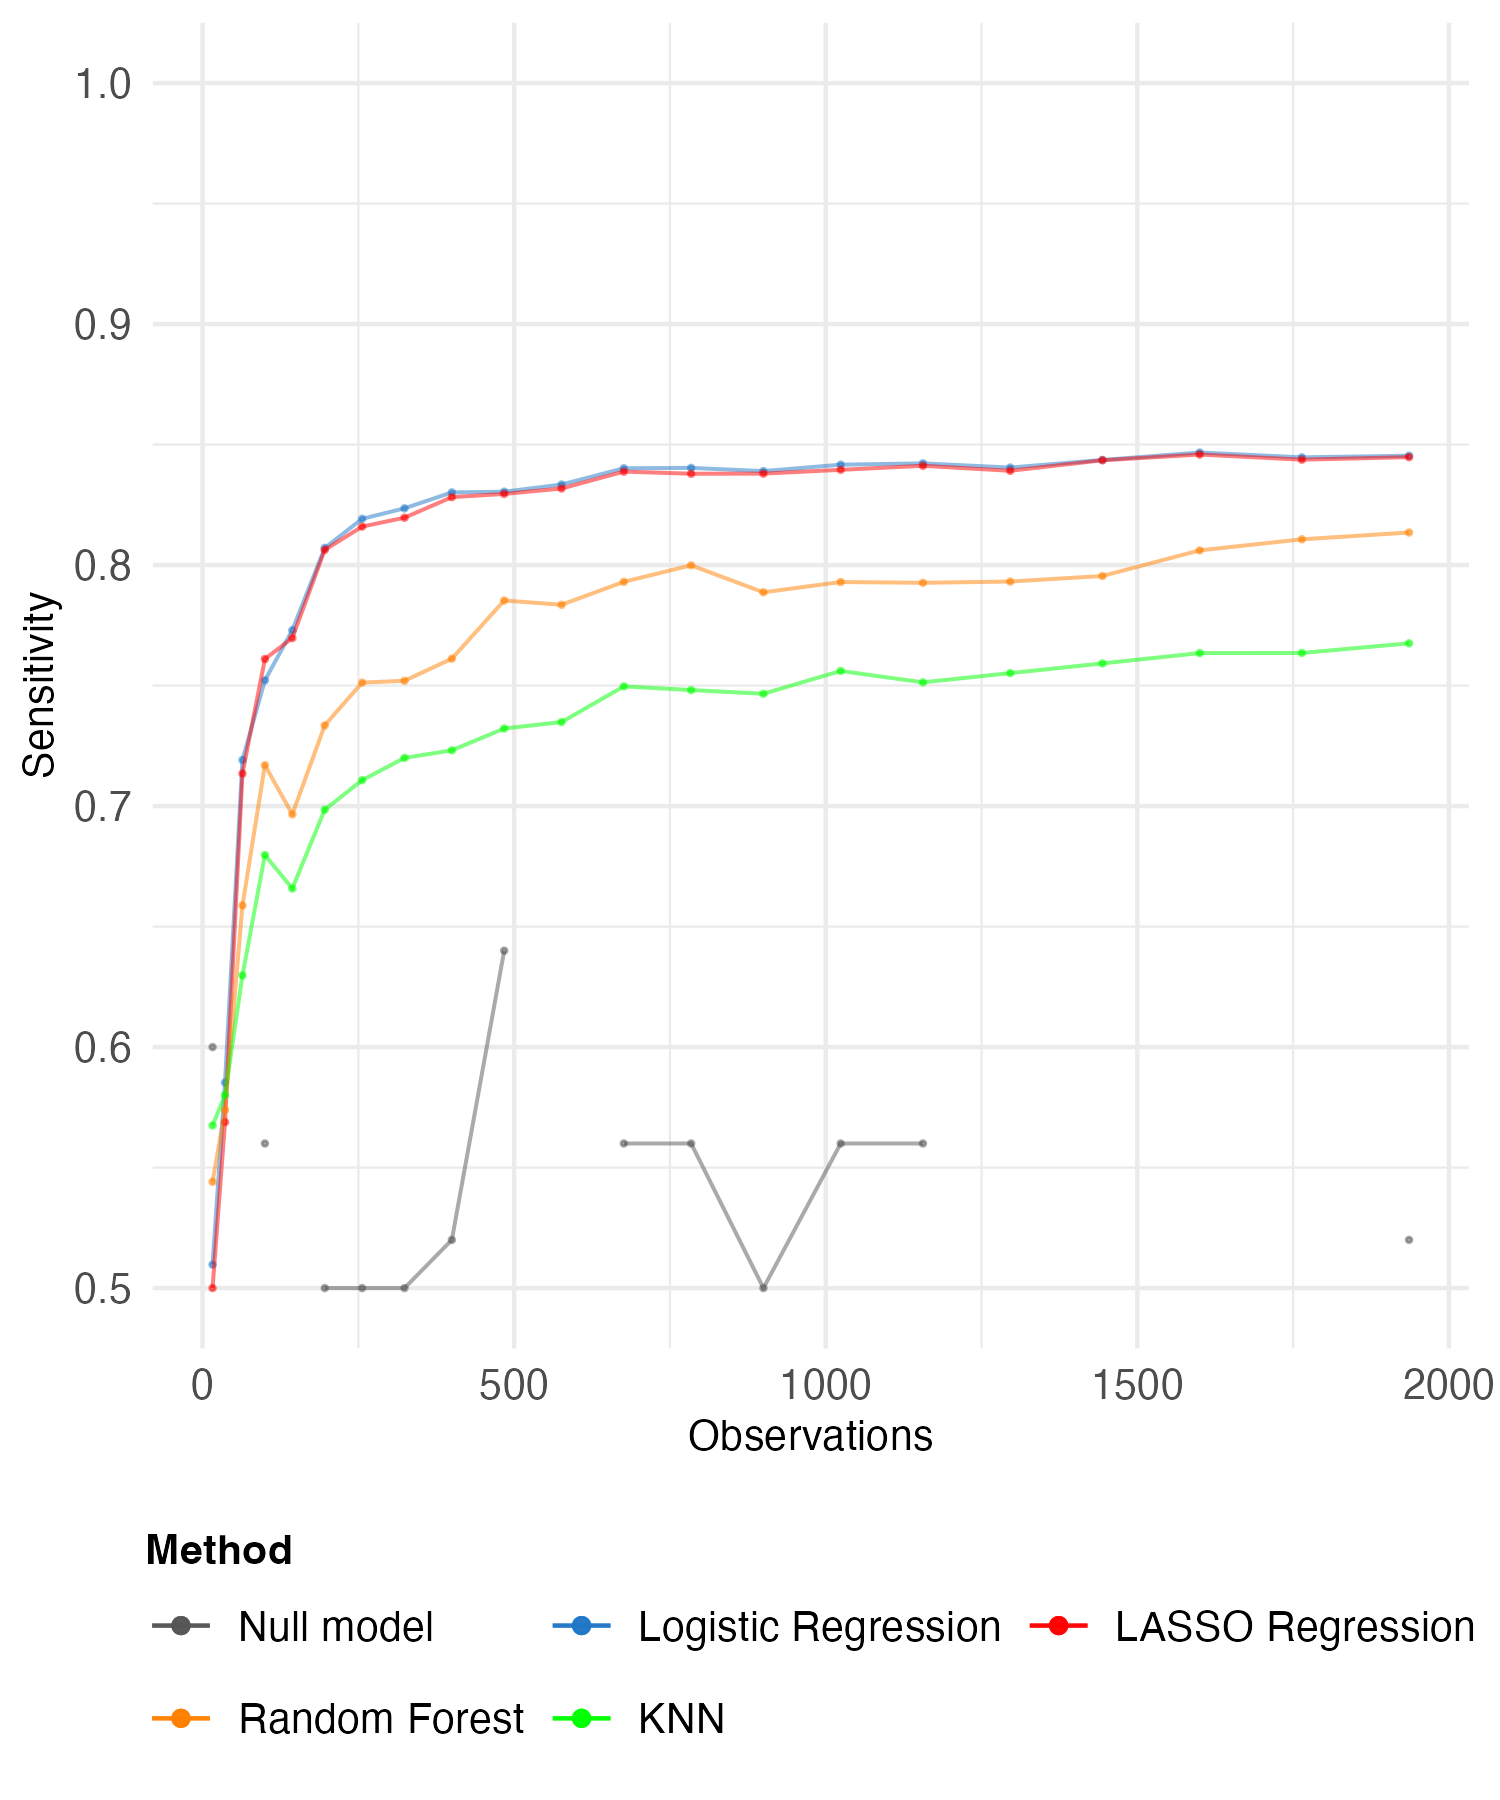 1.0
0.9
0.8
0.7
0.6
0.5
Sensitivity
0 500 1000 1500 2000
Observations
Method
Null model Logistic Regression LASSO Regression
Random Forest KNN